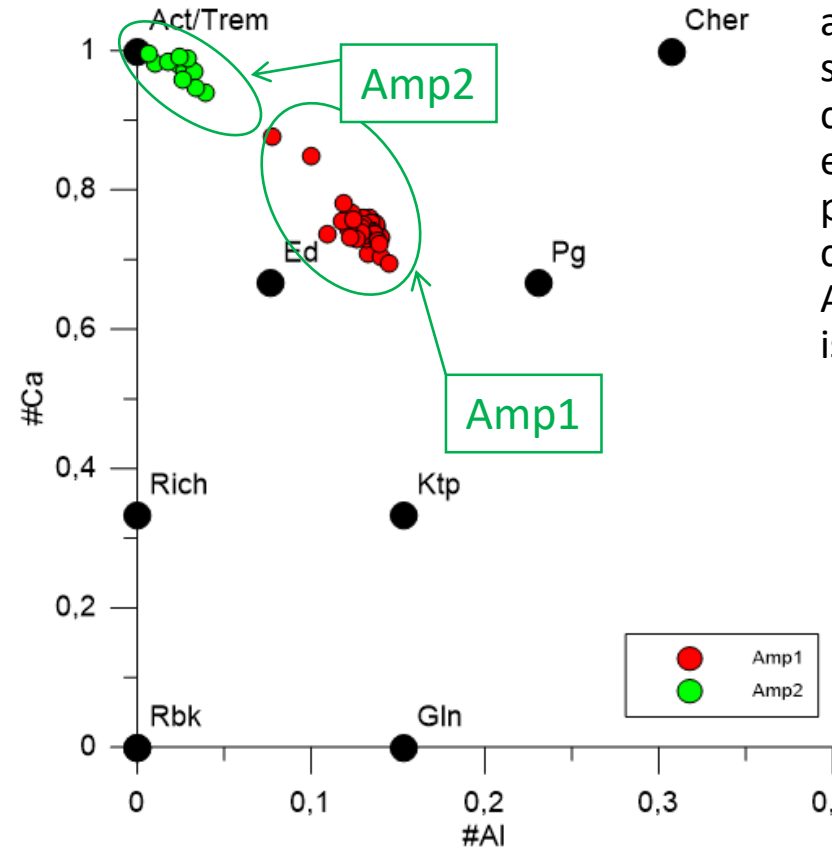 Act/Trem
Cher
1
Amp2
0,8
Ed
Pg
0,6
#Ca
Amp1
0,4
Rich
Ktp
0,2
Amp1
Amp2
Rbk
Gln
0
0
0,1
0,2
0,3
#Al